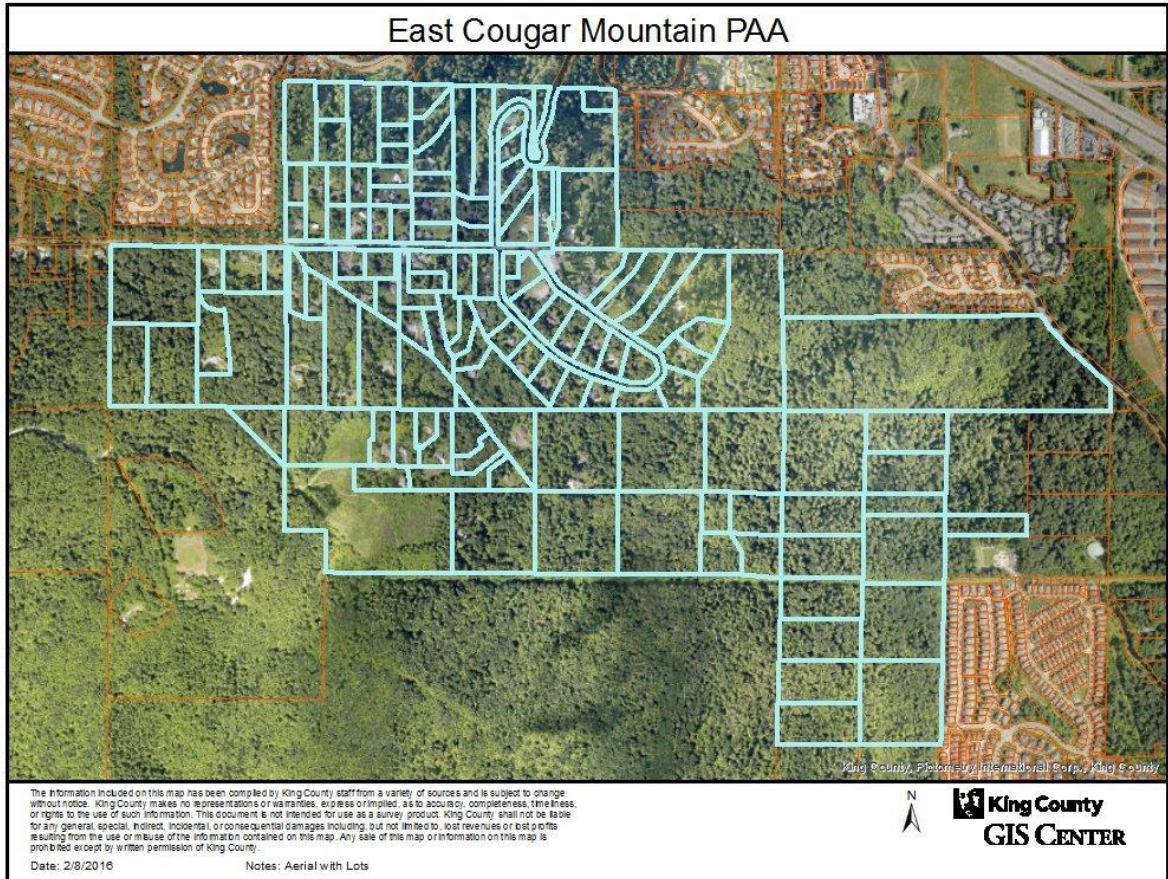 East Cougar Mountain PAA
King County, Pictometry International Corp., King County
The information included on this map has been compiled by King County staff from a variety of sources and is subject to change
without notice. King County makes no representations or warranties, express or implied, as to accuracy, completeness, timeliness,
or rights to the use of such information. This document is not intended for use as a survey product. King County shall not be liable
for any general, special, indirect, incidental, or consequential damages including, but not limited to, lost revenues or lost profits
resulting from the use or misuse of the information contained on this map. Any sale of this map or information on this map is
prohibited except by written permission of King County.
Date: 2/8/2016 Notes: Aerial with Lots
N
King County
GIS CENTER